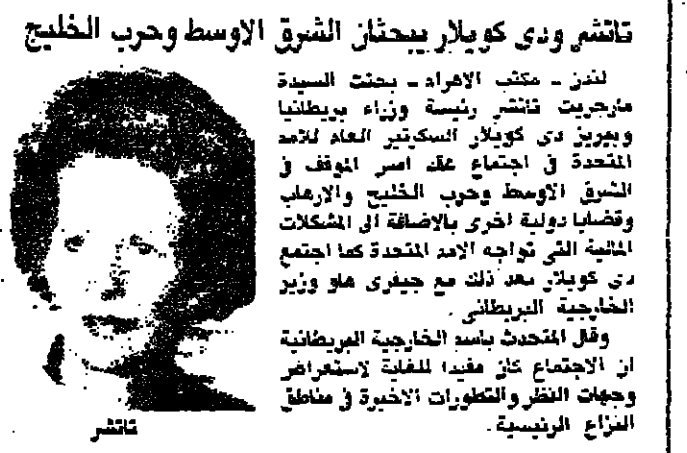 تاتشر ودى كويلار يبحثان الشرق الاوسط وحرب الخليج
لندن - مكتب الاهرام - بحثت السيدة
مارجريت تاتشر رئيسة وزراء بريطانيا
وبيريز دى كويلار السكرتير العام للامم
المتحدة فى اجتماع عقد امس الموقف فى
الشرق الاوسط وحرب الخليج والارهاب
وقضايا دولية اخرى بالاضافة الى المشكلات
المالية التى تواجه الامم المتحدة كما اجتمع
دى كويلار بعد ذلك مع جيفرى هاو وزير
الخارجية البريطانى .
وقال المتحدث باسم الخارجية البريطانية
ان الاجتماع كان مفيدا للغاية لاستعراض
وجهات النظر والتطورات الاخيرة فى مناطق
النزاع الرئيسية .
تاتشر